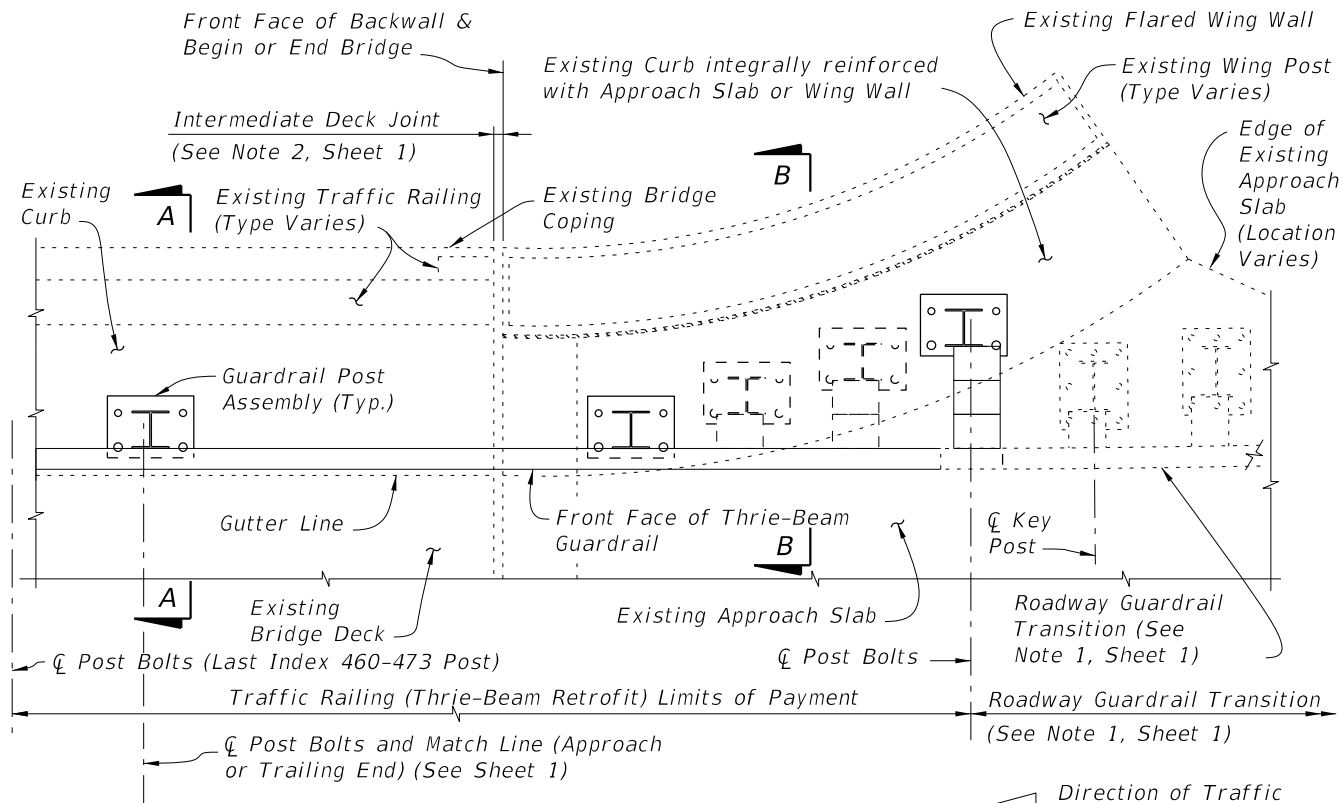 Front Face of Backwall &
Begin or End Bridge
Existing Flared Wing Wall
Existing Curb integrally reinforced
with Approach Slab or Wing Wall
Existing Wing Post
(Type Varies)
Intermediate Deck Joint
(See Note 2, Sheet 1)
Edge of
Existing
Approach
Slab
(Location
Varies)
Existing
Curb
A
Existing Traffic Railing
(Type Varies)
Existing Bridge
Coping
B
Guardrail Post
Assembly (Typ.)
Gutter Line
Front Face of Thrie-Beam
Guardrail
B
℄ Key
Post
A
Existing
Bridge Deck
Existing Approach Slab
Roadway Guardrail
Transition (See
Note 1, Sheet 1)
℄ Post Bolts (Last Index 460-473 Post)
℄ Post Bolts
Traffic Railing (Thrie-Beam Retrofit) Limits of Payment
Roadway Guardrail Transition
(See Note 1, Sheet 1)
℄ Post Bolts and Match Line (Approach
or Trailing End) (See Sheet 1)
Direction of Traffic